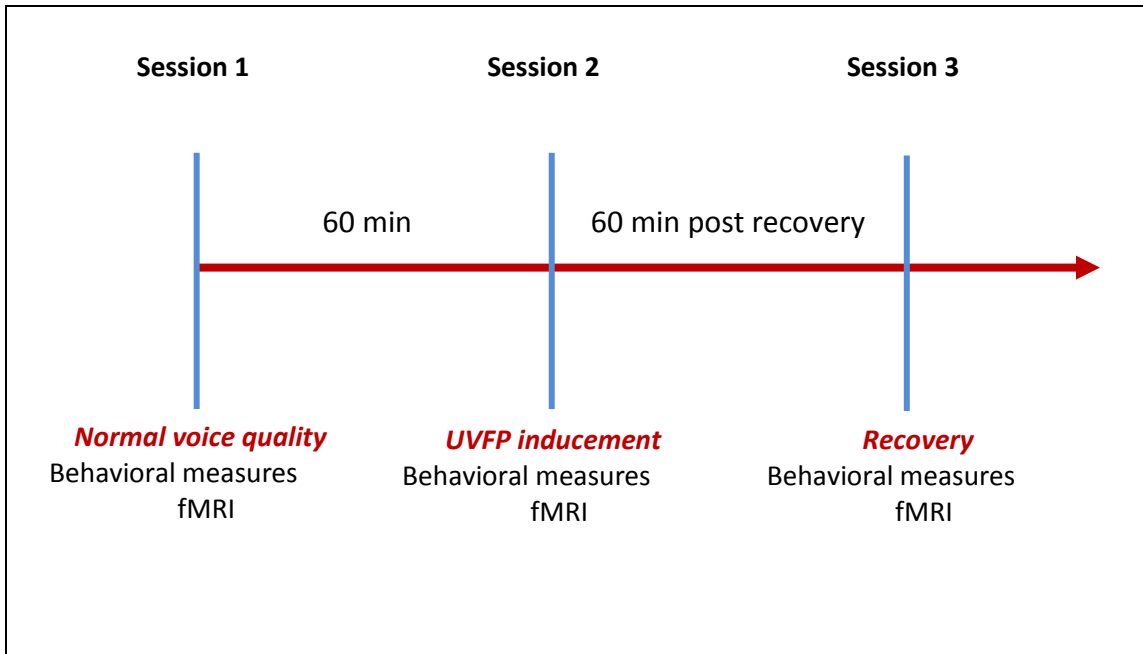 Session 1 Session 2 Session 3
60 min 60 min post recovery
Normal voice quality UVFP inducement Recovery
Behavioral measures Behavioral measures Behavioral measures
fMRI fMRI fMRI